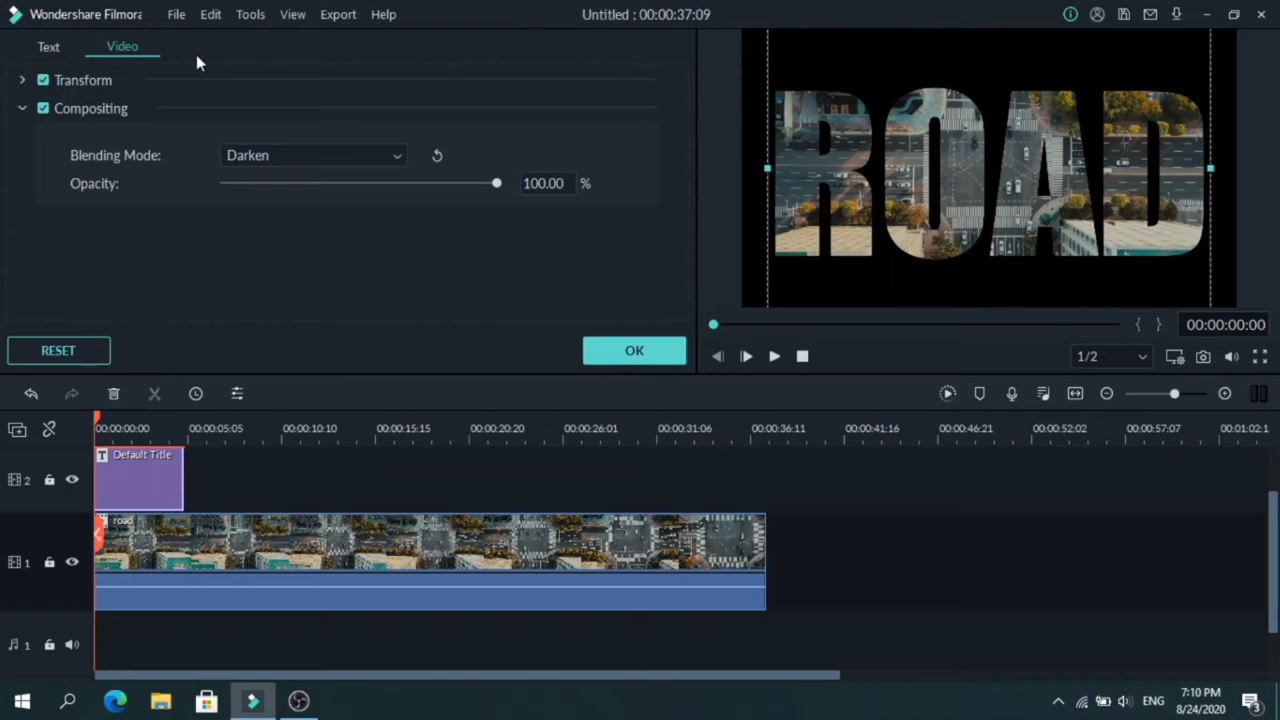 Wondershare Filmora File Edit Tools View Export Help Untitled : 00:00:37:09
Text Video
Transform
Compositing
Blending Mode: Darken
Opacity: 100.00 %
RESET OK
ROAD
{ } 00:00:00:00
1/2
00:00:00:00 00:00:05:05 00:00:10:10 00:00:15:15 00:00:20:20 00:00:26:01 00:00:31:06 00:00:36:11 00:00:41:16 00:00:46:21 00:00:52:02 00:00:57:07 00:01:02:1
T Default Title
2
road
1
1
ENG 7:10 PM
8/24/2020 3